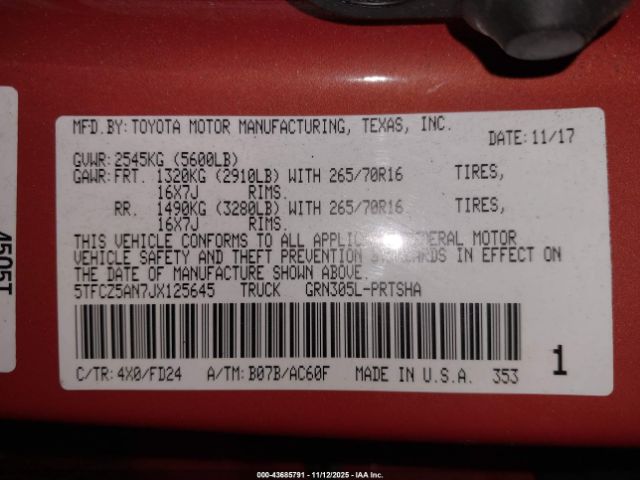 MFD.BY:TOYOTA MOTOR MANUFACTURING, TEXAS, INC.
DATE:11/17
GVWR:2545KG (5600LB)
GAWR:FRT. 1320KG (2910LB) WITH 265/70R16 TIRES,
16X7J RIMS.
RR. 1490KG (3280LB) WITH 265/70R16 TIRES,
16X7J RIMS.
THIS VEHICLE CONFORMS TO ALL FEDERAL MOTOR
VEHICLE SAFETY AND THEFT PREVENTION STANDARDS IN EFFECT ON
THE DATE OF MANUFACTURE SHOWN ABOVE.
5TFCZ5AN7JX125645 TRUCK GRN305L-PRTSHA
C/TR:4X0/FD24 A/TM:B07B/AC60F MADE IN U.S.A. 353
1
4505T
000-43685791 - 11/12/2025 - IAA Inc.